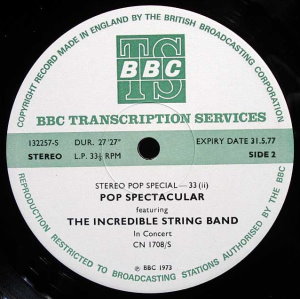 COPYRIGHT RECORD MADE IN ENGLAND BY THE BRITISH BROADCASTING CORPORATION
TS
BBC
BBC TRANSCRIPTION SERVICES
132257-S DUR. 27'27" EXPIRY DATE 31.5.77
STEREO L.P. 33⅓ RPM SIDE 2
STEREO POP SPECIAL—33 (ii)
POP SPECTACULAR
featuring
THE INCREDIBLE STRING BAND
In Concert
CN 1708/S
℗ BBC 1973
REPRODUCTION RESTRICTED TO BROADCASTING STATIONS AUTHORISED BY THE BBC